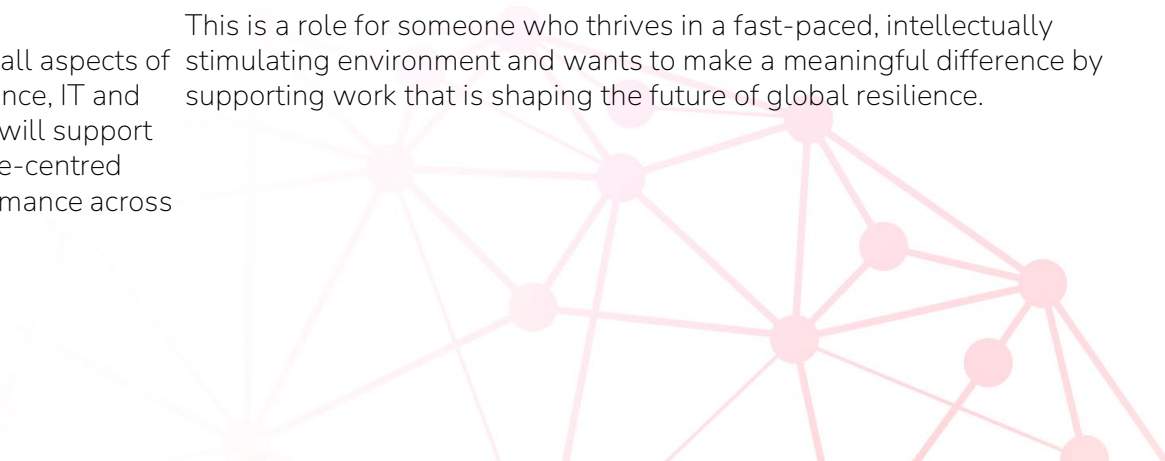 all aspects of
nce, IT and
will support
e-centred
mance across
This is a role for someone who thrives in a fast-paced, intellectually
stimulating environment and wants to make a meaningful difference by
supporting work that is shaping the future of global resilience.